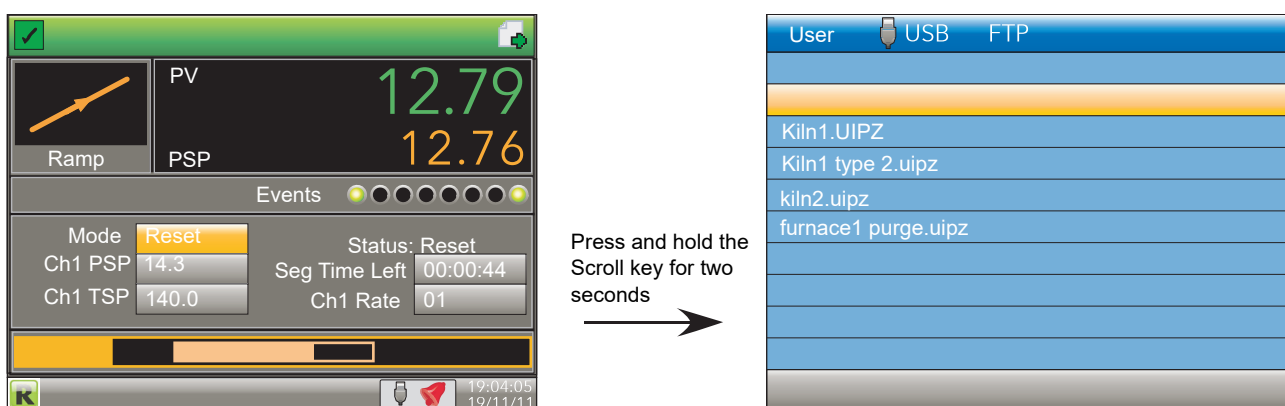 PV
12.79
Ramp
PSP
12.76
Events
Mode Reset
Status: Reset
Ch1 PSP 14.3
Seg Time Left 00:00:44
Ch1 TSP 140.0
Ch1 Rate 01
R
19:04:05
19/11/11
Press and hold the
Scroll key for two
seconds
User USB FTP
Kiln1.UIPZ
Kiln1 type 2.uipz
kiln2.uipz
furnace1 purge.uipz